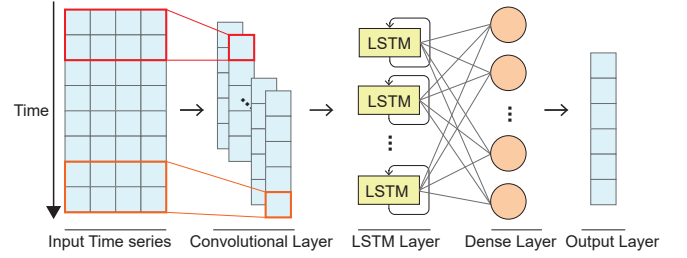 LSTM
LSTM
Time
LSTM
Input Time series
Convolutional Layer
LSTM Layer
Dense Layer
Output Layer